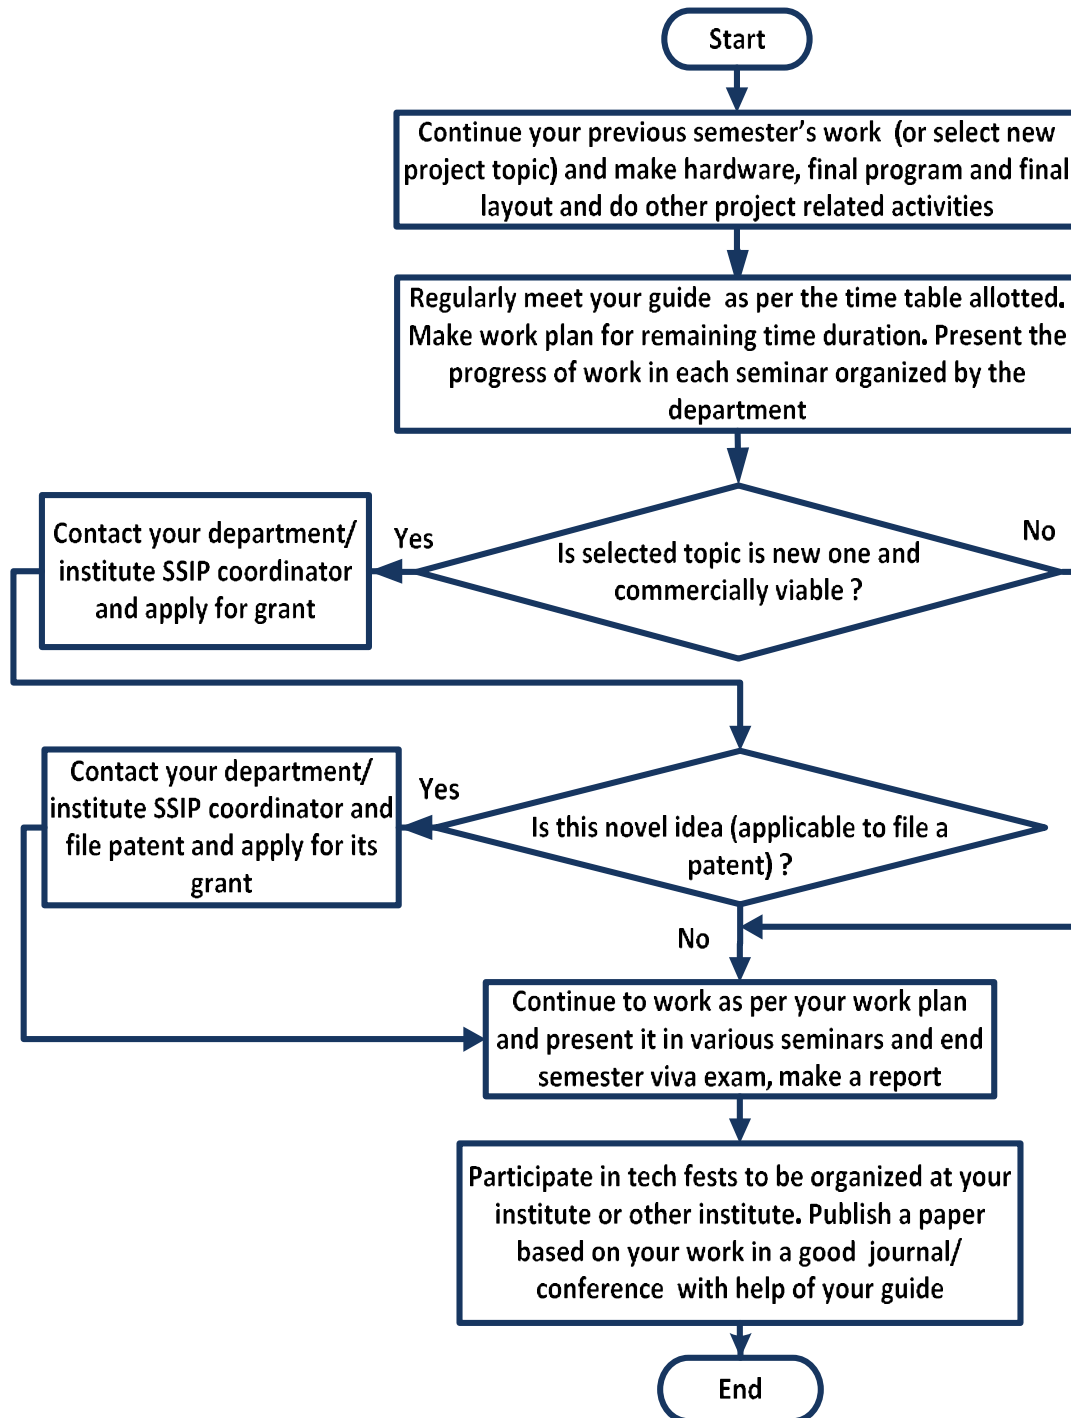 Start
Continue your previous semester's work (or select new
project topic) and make hardware, final program and final
layout and do other project related activities
Regularly meet your guide as per the time table allotted.
Make work plan for remaining time duration. Present the
progress of work in each seminar organized by the
department
Contact your department/
institute SSIP coordinator
and apply for grant
Yes
Is selected topic is new one and
commercially viable ?
No
Contact your department/
institute SSIP coordinator and
file patent and apply for its
grant
Yes
Is this novel idea (applicable to file a
patent) ?
No
Continue to work as per your work plan
and present it in various seminars and end
semester viva exam, make a report
Participate in tech fests to be organized at your
institute or other institute. Publish a paper
based on your work in a good journal/
conference with help of your guide
End